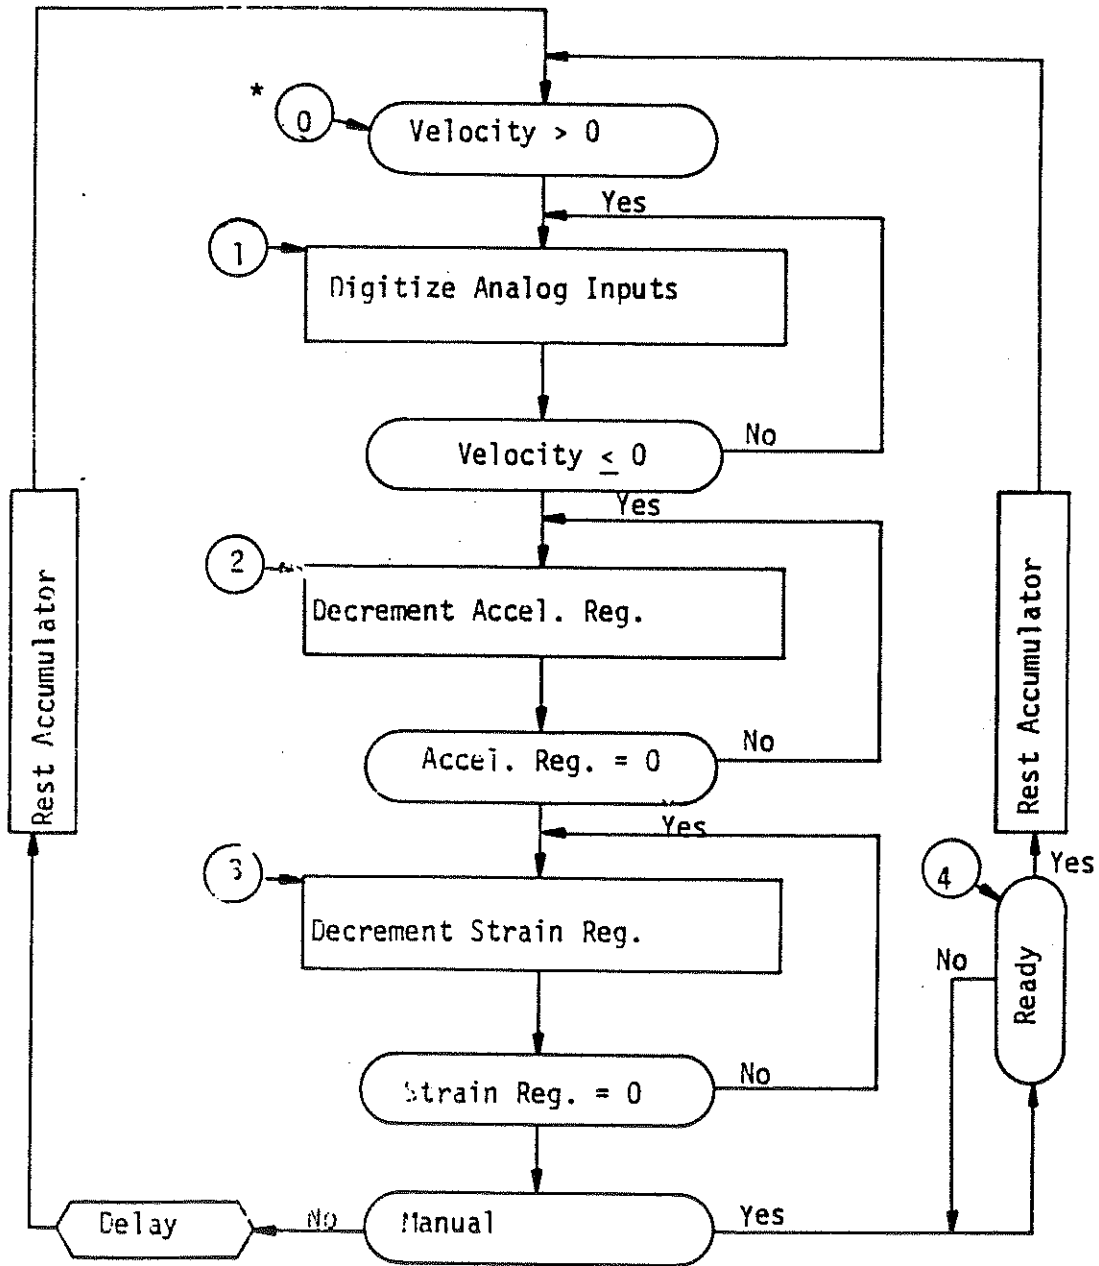 *
0
Velocity > 0
Yes
1
Digitize Analog Inputs
Velocity ≤ 0
No
Yes
2
Decrement Accel. Reg.
Accel. Reg. = 0
No
Yes
3
Decrement Strain Reg.
Strain Reg. = 0
No
Manual
No
Yes
Delay
Rest Accumulator
4
Ready
No
Yes
Rest Accumulator